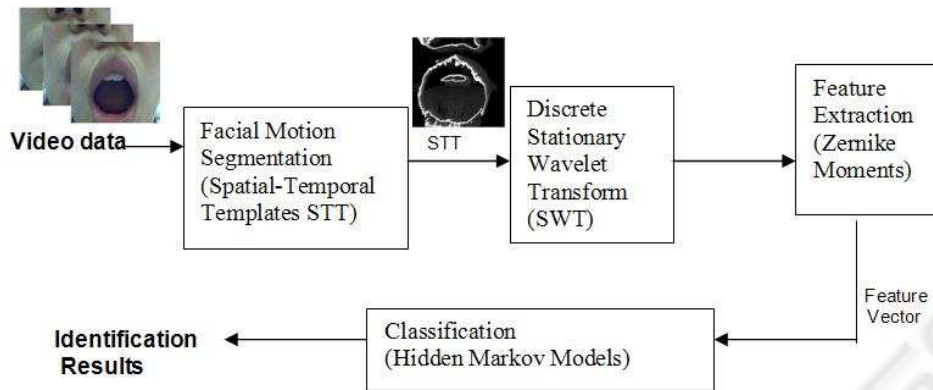 Video data
Facial Motion
Segmentation
(Spatial-Temporal
Templates STT)
STT
Discrete
Stationary
Wavelet
Transform
(SWT)
Feature
Extraction
(Zernike
Moments)
Feature
Vector
Classification
(Hidden Markov Models)
Identification
Results